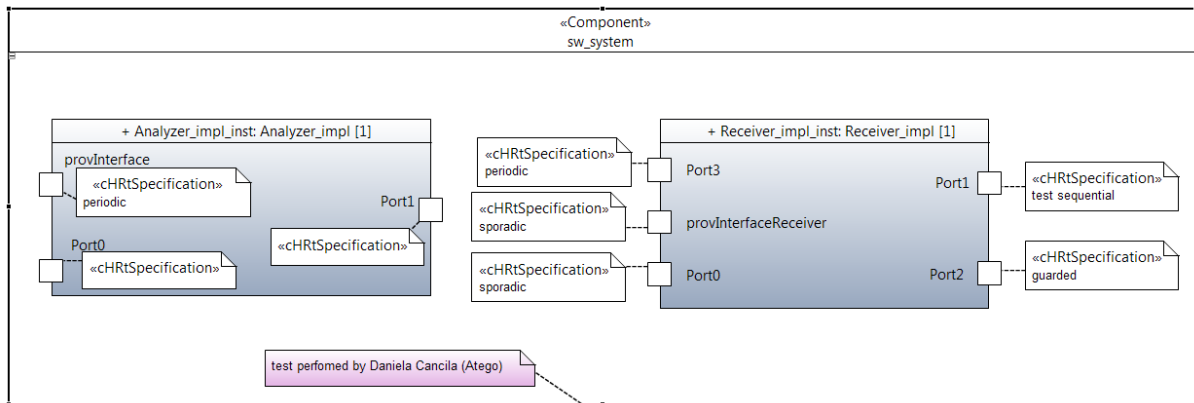 «Component»
sw_system
+ Analyzer_impl_inst: Analyzer_impl [1]
provInterface
«cHRtSpecification»
periodic
Port1
Port0
«cHRtSpecification»
«cHRtSpecification»
+ Receiver_impl_inst: Receiver_impl [1]
«cHRtSpecification»
periodic
Port3
«cHRtSpecification»
sporadic
provInterfaceReceiver
«cHRtSpecification»
sporadic
Port0
Port1
«cHRtSpecification»
test sequential
Port2
«cHRtSpecification»
guarded
test perfomed by Daniela Cancila (Atego)